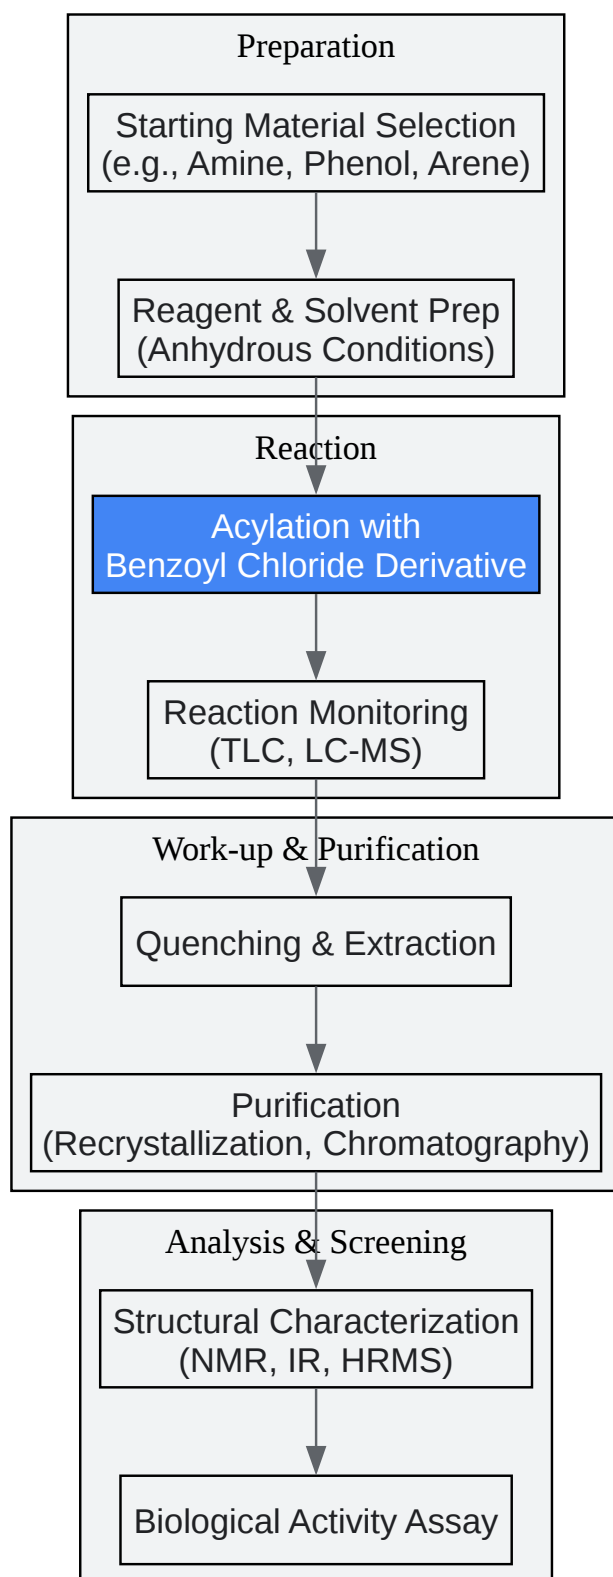 Preparation
Starting Material Selection
(e.g., Amine, Phenol, Arene)
Reagent & Solvent Prep
(Anhydrous Conditions)
Reaction
Acylation with
Benzoyl Chloride Derivative
Reaction Monitoring
(TLC, LC-MS)
Work-up & Purification
Quenching & Extraction
Purification
(Recrystallization, Chromatography)
Analysis & Screening
Structural Characterization
(NMR, IR, HRMS)
Biological Activity Assay